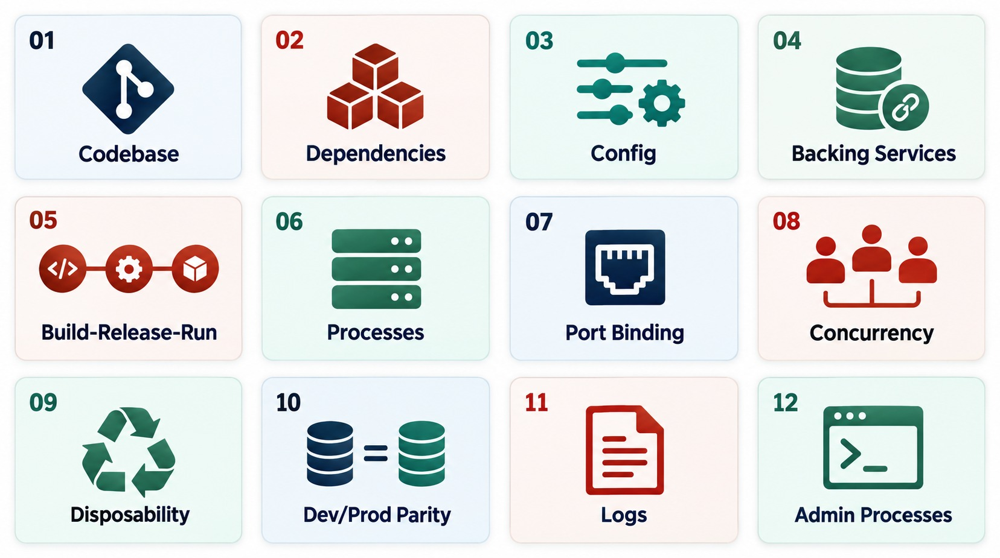 01
Codebase
02
Dependencies
03
Config
04
Backing Services
05
</>
Build-Release-Run
06
Processes
07
Port Binding
08
Concurrency
09
Disposability
10
=
Dev/Prod Parity
11
Logs
12
>_
Admin Processes